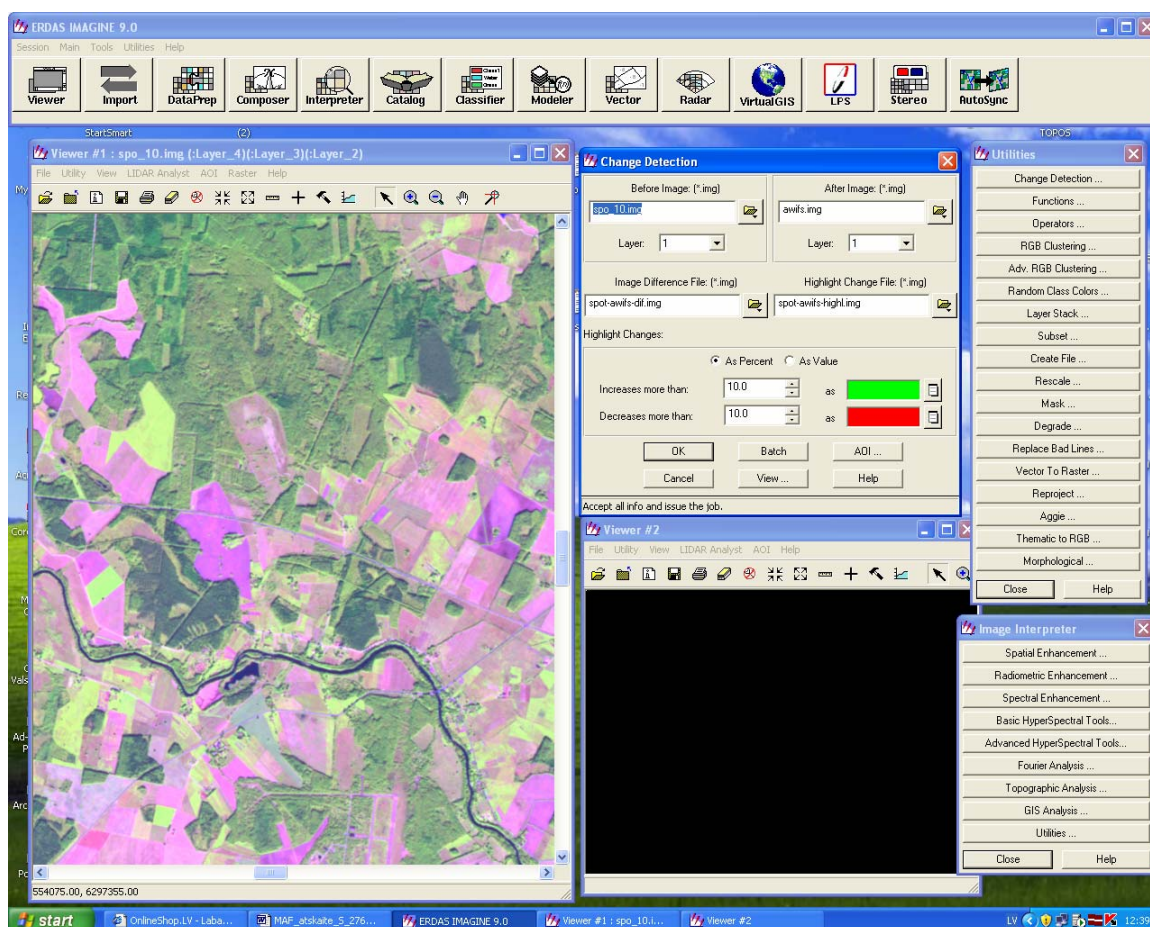 ERDAS IMAGINE 9.0
Session Main Tools Utilities Help
Viewer Import DataPrep Composer Interpreter Catalog Classifier Modeler Vector Radar VirtualGIS LPS Stereo AutoSync
StartSmart (2) TOPOS
Viewer #1 : spo_10.img (:Layer_4)(:Layer_3)(:Layer_2)
File Utility View LIDAR Analyst AOI Raster Help
554075.00, 6297355.00
Change Detection
Before Image: (*.img) After Image: (*.img)
spo_10.img awifs.img
Layer: 1 Layer: 1
Image Difference File: (*.img) Highlight Change File: (*.img)
spot-awifs-dif.img spot-awifs-highl.img
Highlight Changes:
As Percent As Value
Increases more than: 10.0 as
Decreases more than: 10.0 as
OK Batch AOI ...
Cancel View ... Help
Accept all info and issue the job.
Viewer #2
File Utility View LIDAR Analyst AOI Help
Utilities
Change Detection ...
Functions ...
Operators ...
RGB Clustering ...
Adv. RGB Clustering ...
Random Class Colors ...
Layer Stack ...
Subset ...
Create File ...
Rescale ...
Mask ...
Degrade ...
Replace Bad Lines ...
Vector To Raster ...
Reproject ...
Aggie ...
Thematic to RGB ...
Morphological ...
Close Help
Image Interpreter
Spatial Enhancement ...
Radiometric Enhancement ...
Spectral Enhancement ...
Basic HyperSpectral Tools...
Advanced HyperSpectral Tools...
Fourier Analysis ...
Topographic Analysis ...
GIS Analysis ...
Utilities ...
Close Help
start OnlineShop.LV - Laba... MAF_atskaite_5_276... ERDAS IMAGINE 9.0 Viewer #1 : spo_10.i... Viewer #2 LV 12:39